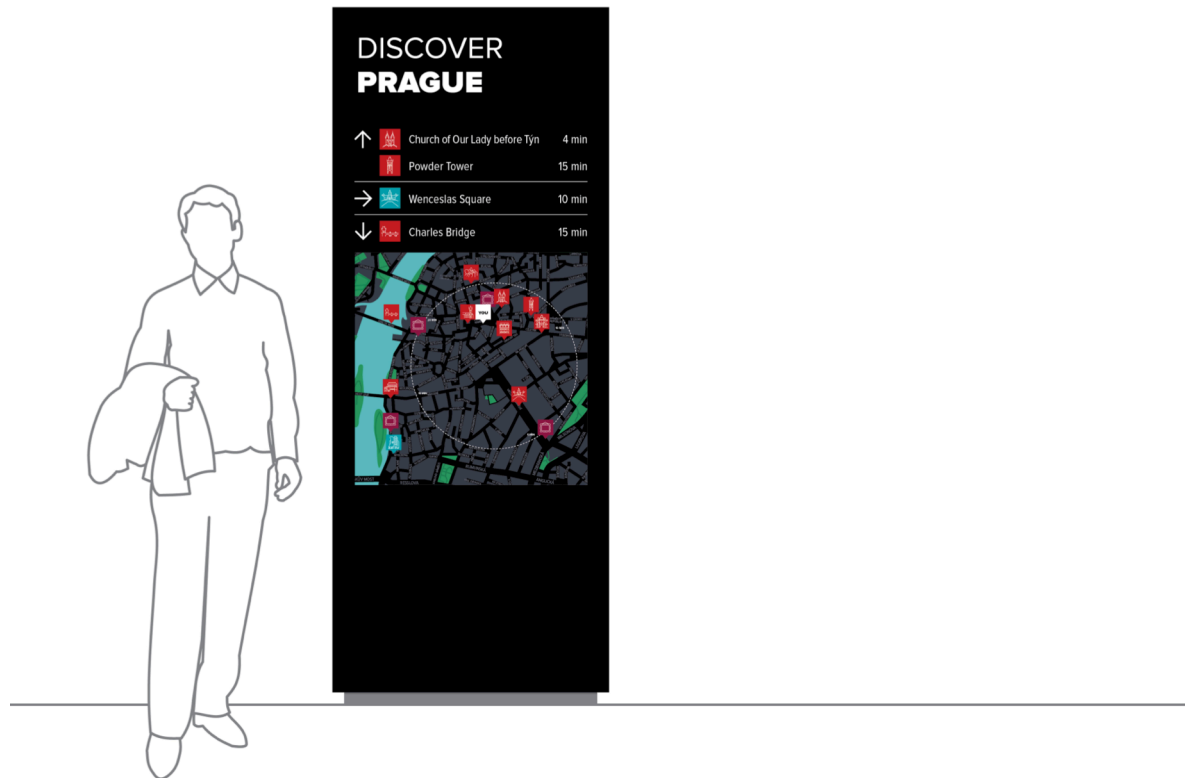 DISCOVER
PRAGUE
Church of Our Lady before Týn 4 min
Powder Tower 15 min
Wenceslas Square 10 min
Charles Bridge 15 min
YOU